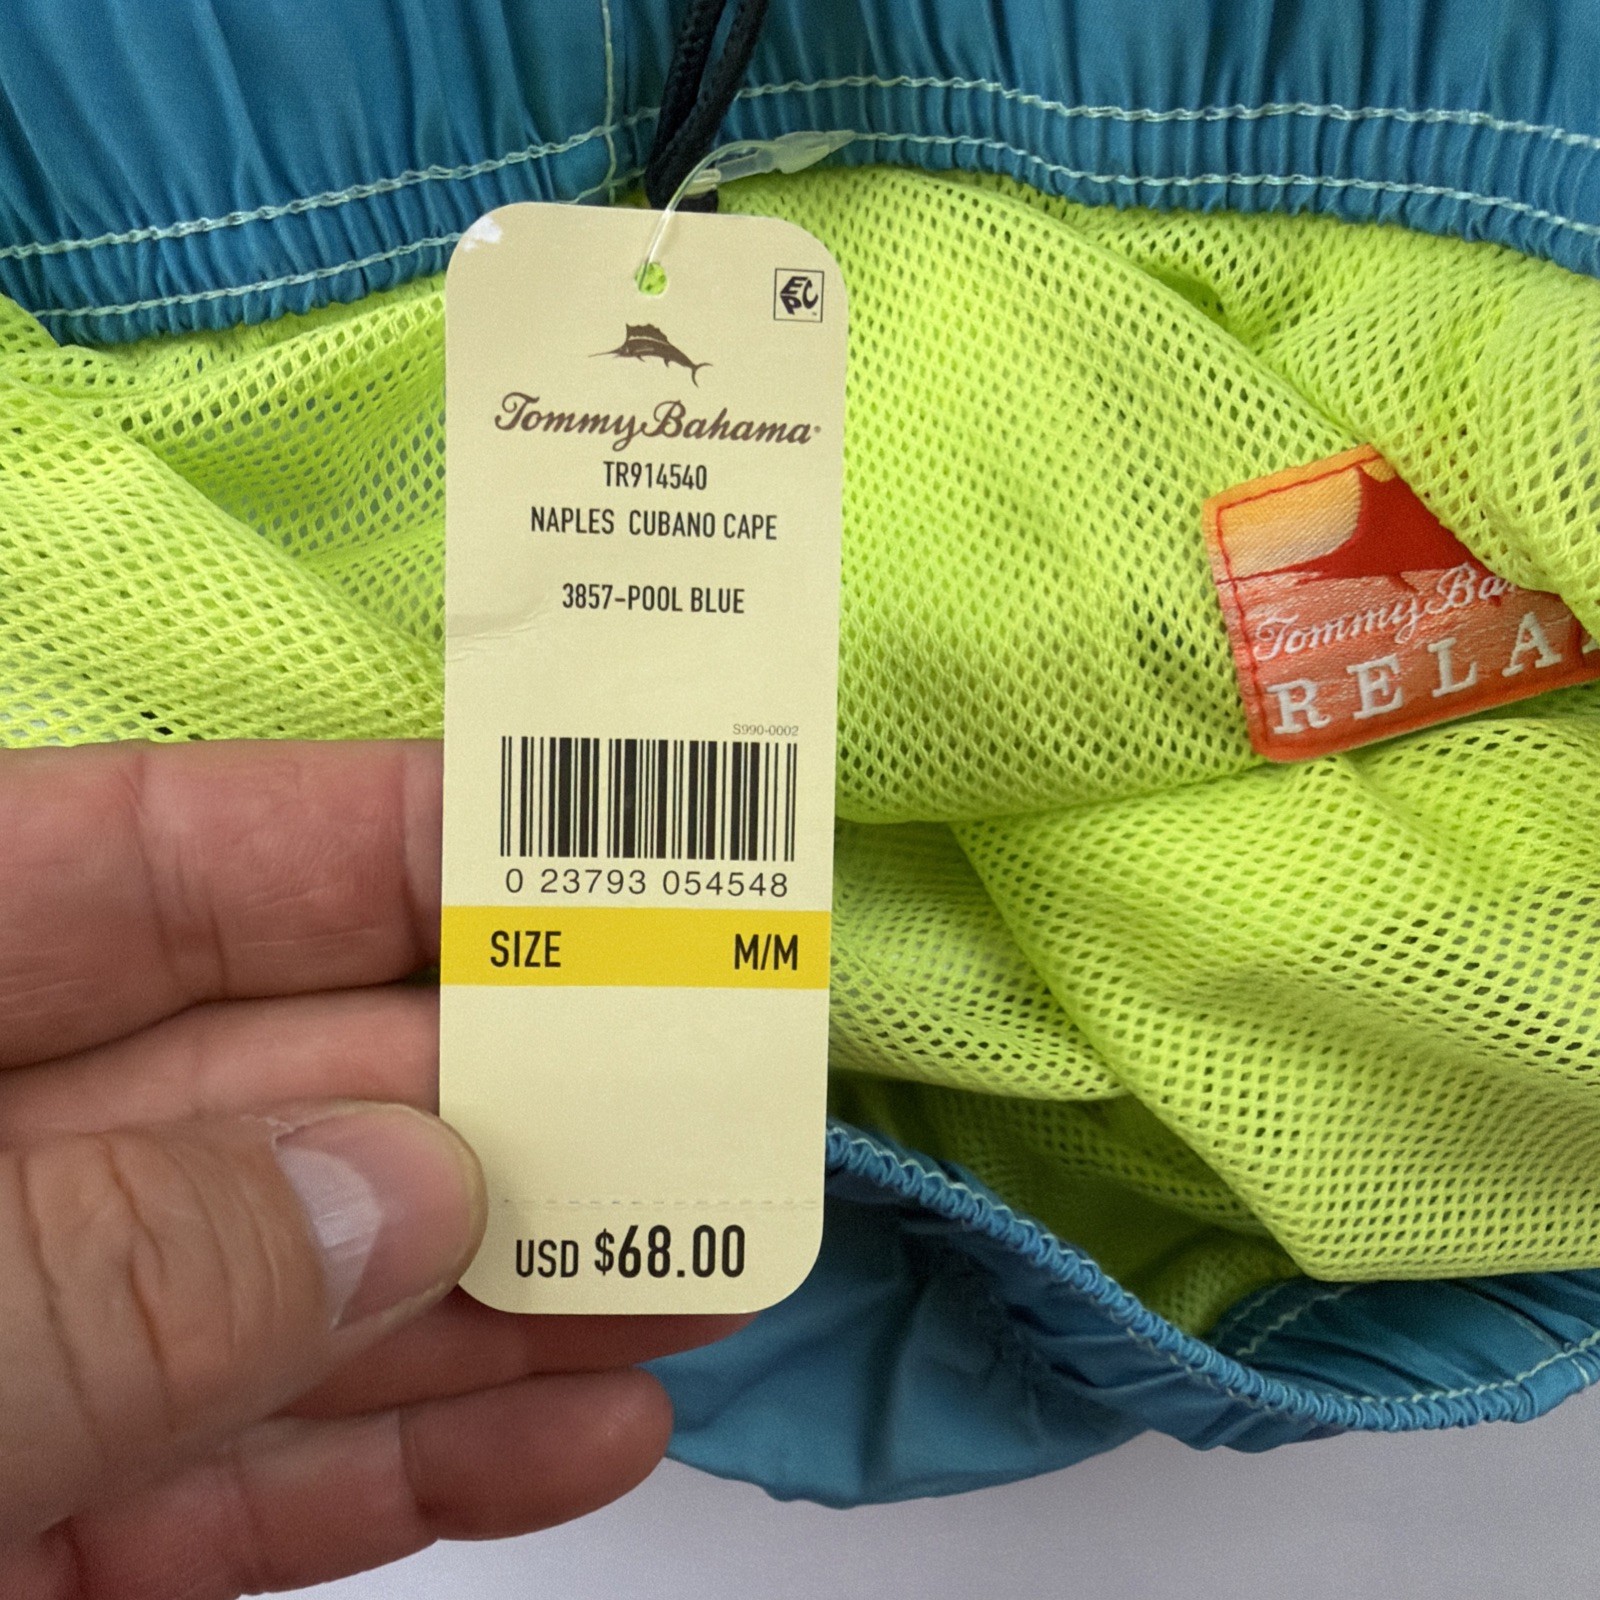 EPC
Tommy Bahama
TR914540
NAPLES CUBANO CAPE
3857-POOL BLUE
S990-0002
0 23793 054548
SIZE M/M
USD $68.00
Tommy
RELA